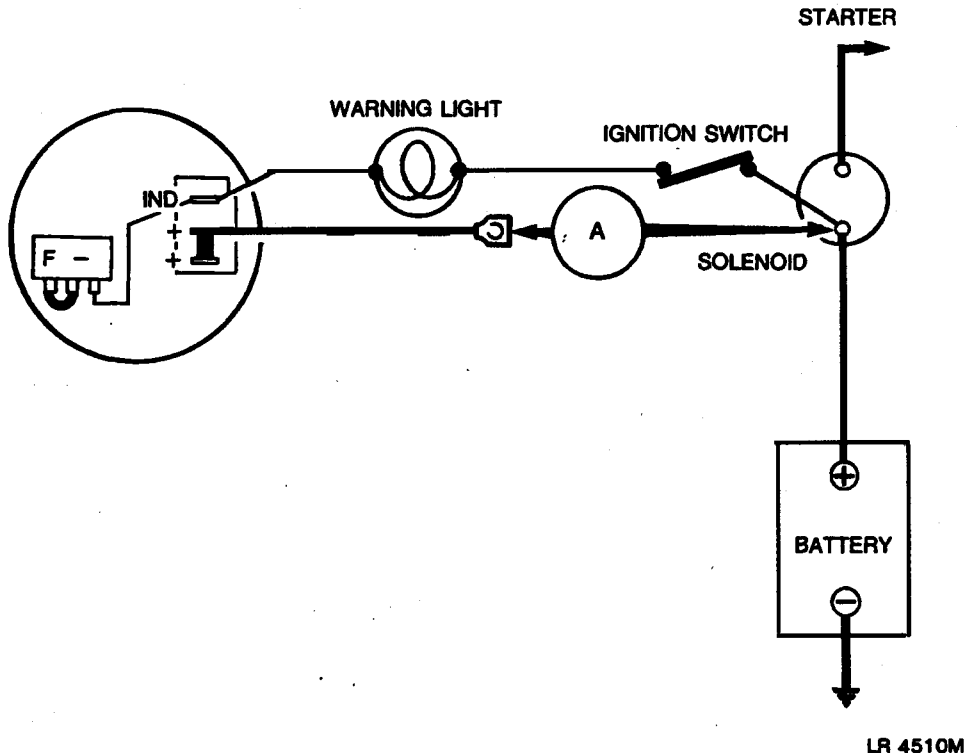 STARTER
WARNING LIGHT
IGNITION SWITCH
IND
+
A
F −
+
SOLENOID
+
BATTERY
−
LR 4510M